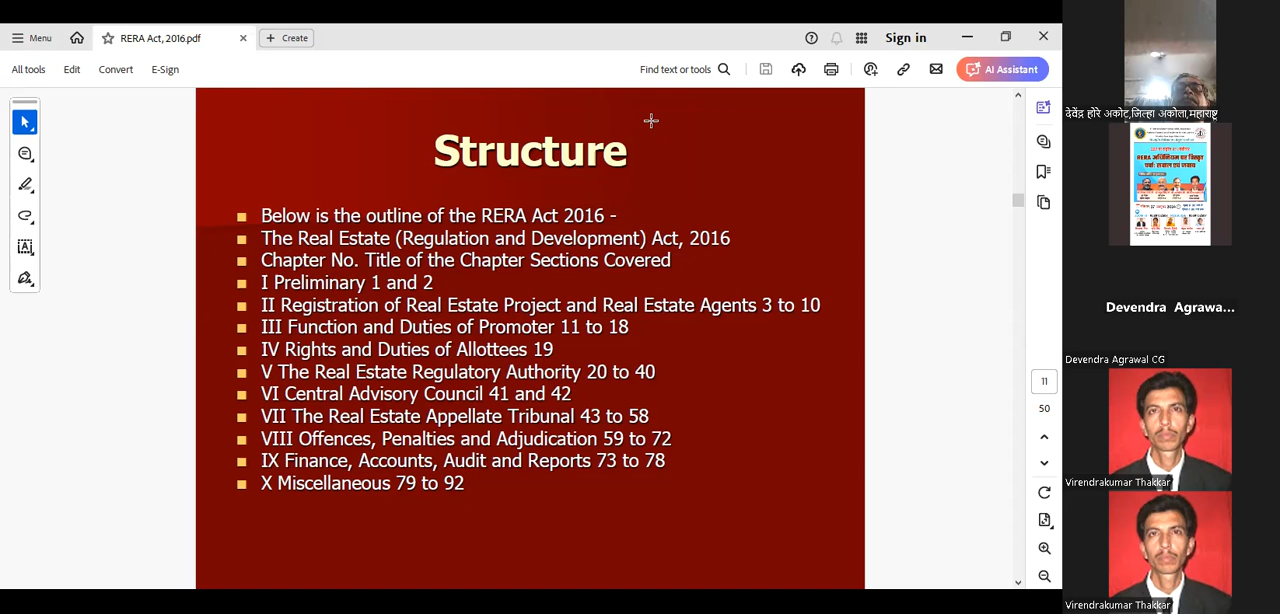 Menu
RERA Act, 2016.pdf
Create
Sign in
All tools
Edit
Convert
E-Sign
Find text or tools
AI Assistant
Structure
Below is the outline of the RERA Act 2016 -
The Real Estate (Regulation and Development) Act, 2016
Chapter No. Title of the Chapter Sections Covered
I Preliminary 1 and 2
II Registration of Real Estate Project and Real Estate Agents 3 to 10
III Function and Duties of Promoter 11 to 18
IV Rights and Duties of Allottees 19
V The Real Estate Regulatory Authority 20 to 40
VI Central Advisory Council 41 and 42
VII The Real Estate Appellate Tribunal 43 to 58
VIII Offences, Penalties and Adjudication 59 to 72
IX Finance, Accounts, Audit and Reports 73 to 78
X Miscellaneous 79 to 92
11
50
देवेंद्र होरे अकोट,जिल्हा अकोला,महाराष्ट्र
RERA अधिनियम पर विस्तृत
Devendra Agrawa...
Devendra Agrawal CG
Virendrakumar Thakkar
Virendrakumar Thakkar